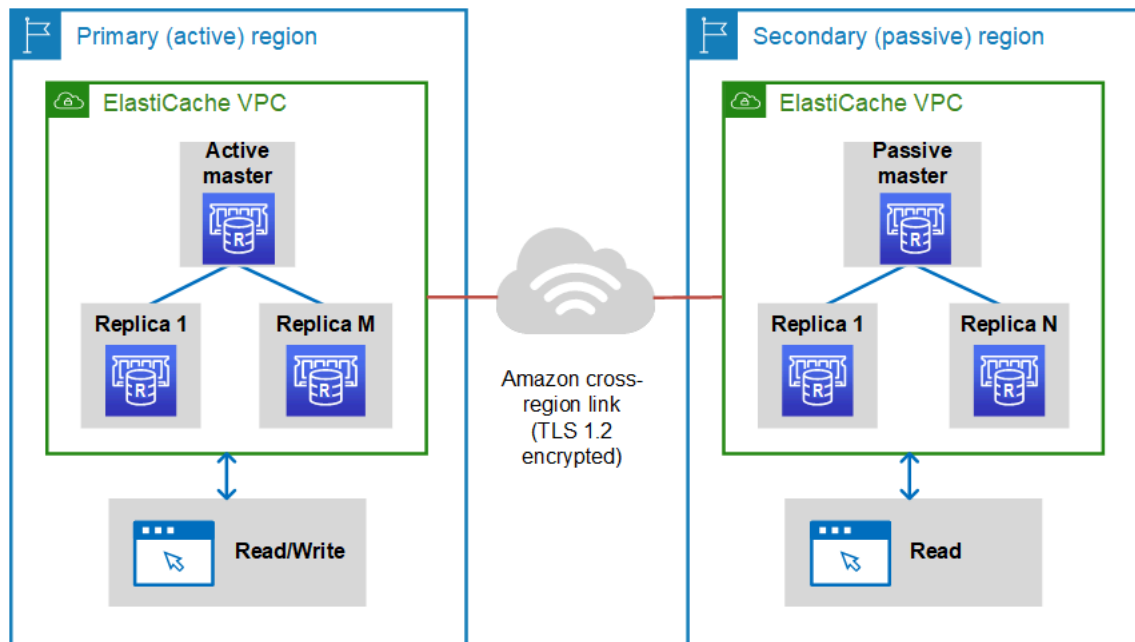 Primary (active) region
ElastiCache VPC
Active
master
R
Replica 1
R
Replica M
R
Read/Write
Amazon cross-
region link
(TLS 1.2
encrypted)
Secondary (passive) region
ElastiCache VPC
Passive
master
R
Replica 1
R
Replica N
R
Read